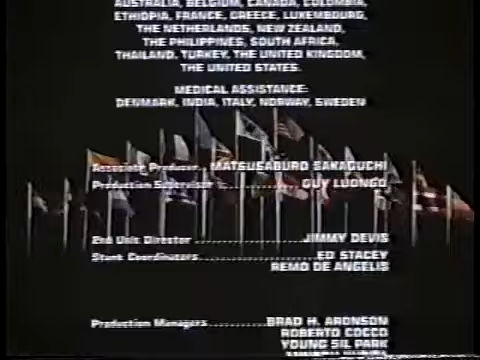 AUSTRALIA, BELGIUM, CANADA, COLOMBIA,
ETHIOPIA, FRANCE, GREECE, LUXEMBOURG,
THE NETHERLANDS, NEW ZEALAND,
THE PHILIPPINES, SOUTH AFRICA,
THAILAND, TURKEY, THE UNITED KINGDOM,
THE UNITED STATES.
MEDICAL ASSISTANCE:
DENMARK, INDIA, ITALY, NORWAY, SWEDEN
Associate Producer MATSUSABURO SAKAGUCHI
Production Supervisor GUY LUONGO
2nd Unit Director JIMMY DEVIS
Stunt Coordinators ED STACEY
REMO DE ANGELIS
Production Managers BRAD H. ARONSON
ROBERTO COCCO
YOUNG SIL PARK